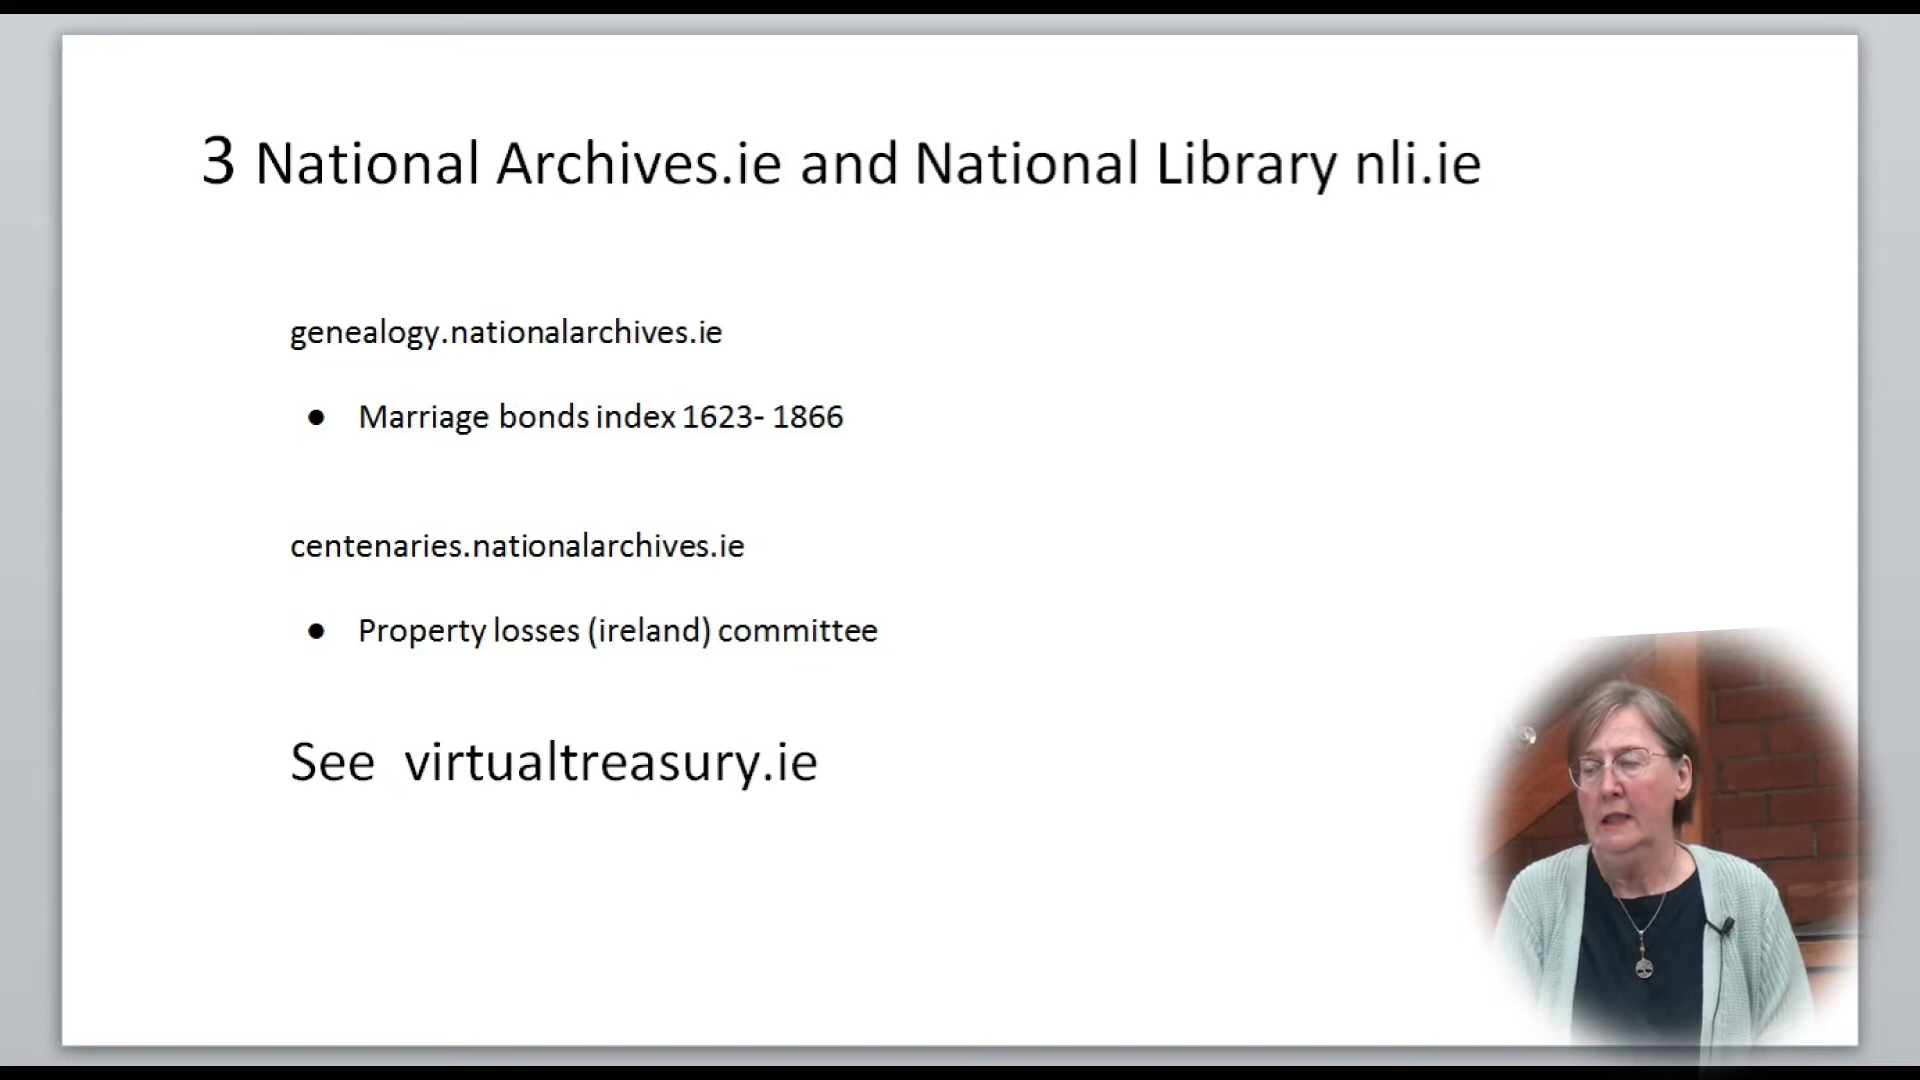 3 National Archives.ie and National Library nli.ie
genealogy.nationalarchives.ie
● Marriage bonds index 1623- 1866
centenaries.nationalarchives.ie
● Property losses (ireland) committee
See virtualtreasury.ie